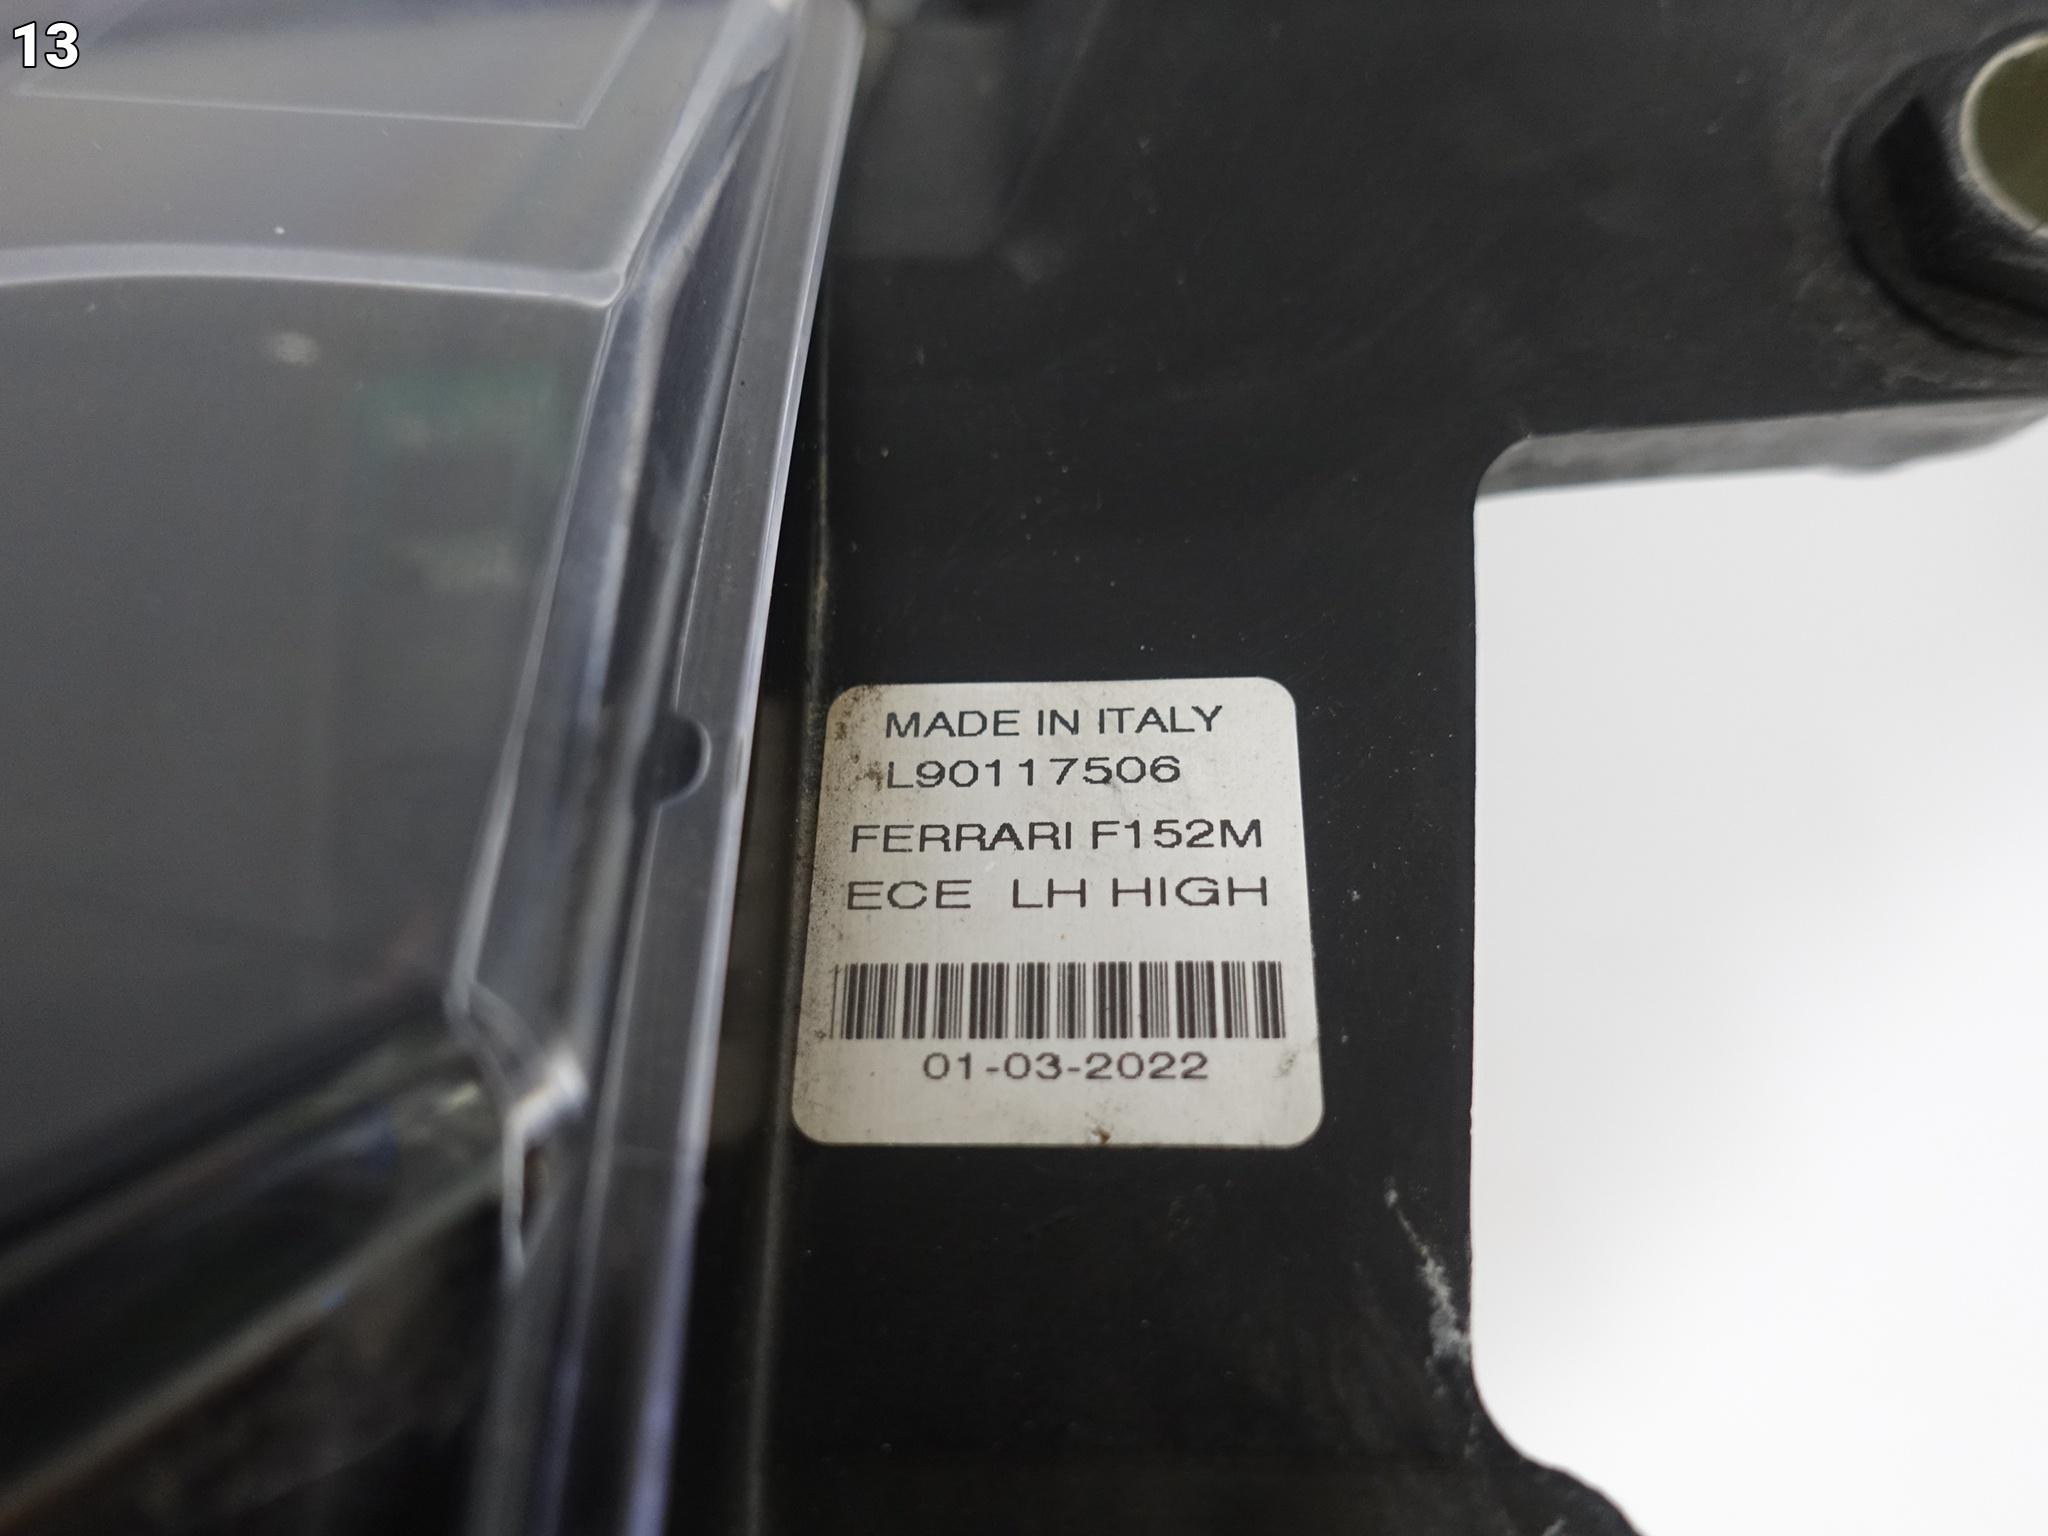 13
MADE IN ITALY
L90117506
FERRARI F152M
ECE LH HIGH
01-03-2022